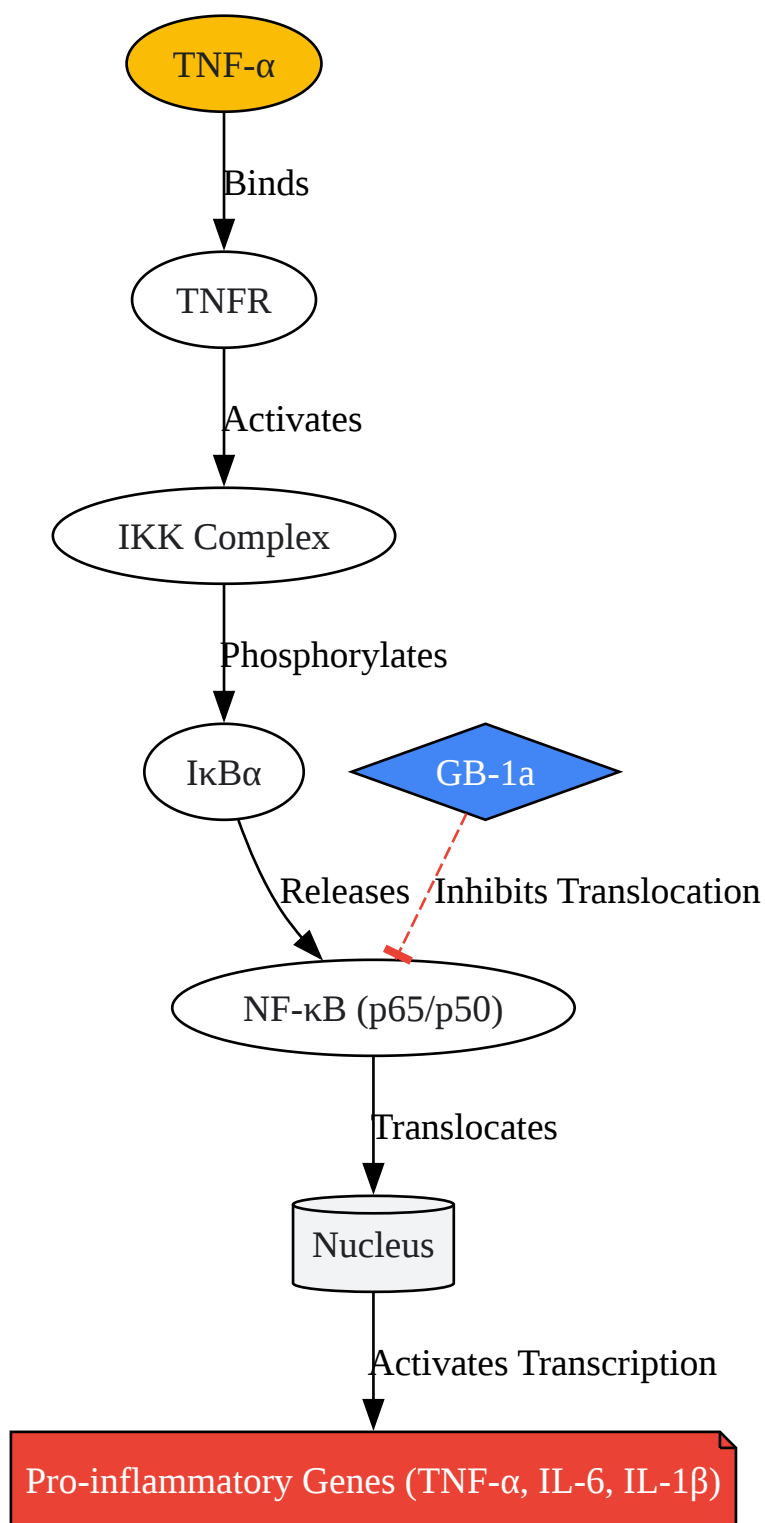 TNF-α
Binds
TNFR
Activates
IKK Complex
Phosphorylates
IκBα
GB-1a
Releases
Inhibits Translocation
NF-κB (p65/p50)
Translocates
Nucleus
Activates Transcription
Pro-inflammatory Genes (TNF-α, IL-6, IL-1β)